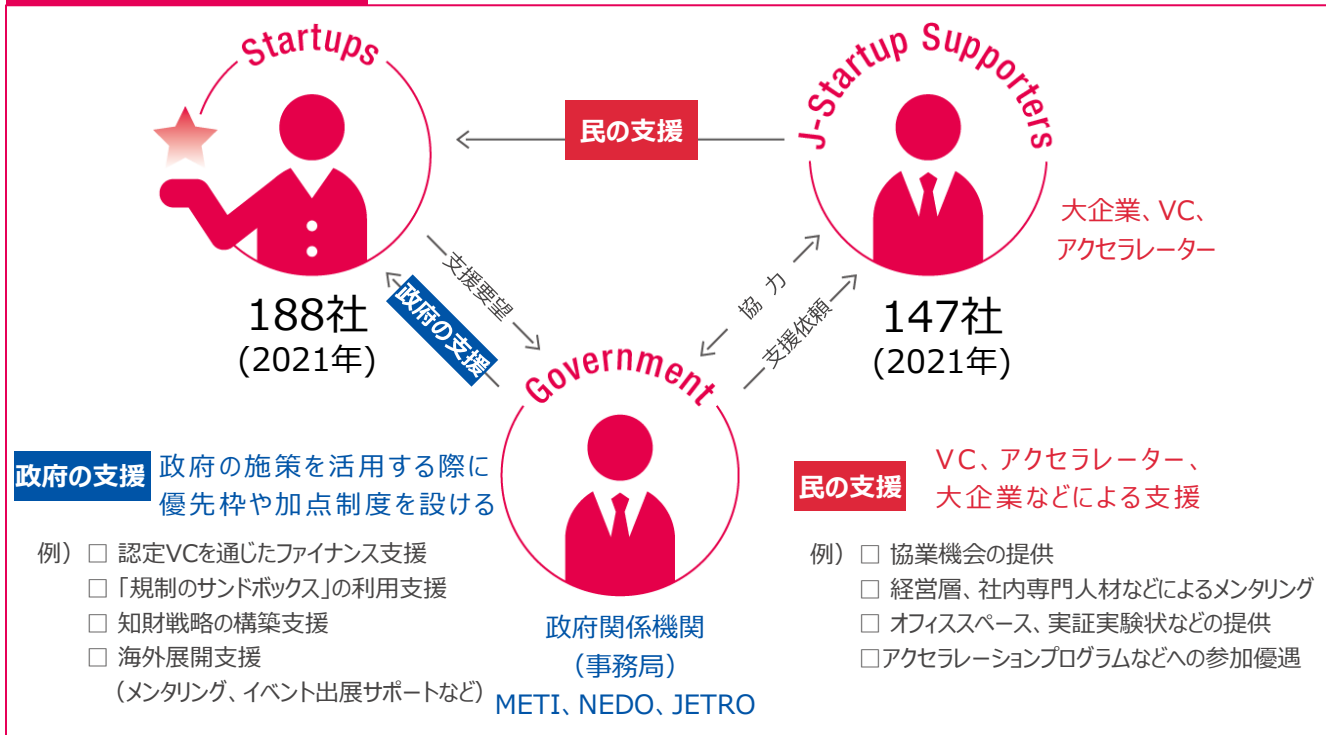 Startups
J-Startup Supporters
民の支援
大企業、VC、
アクセラレーター
支援要望
政府の支援
協 力
支援依頼
188社
(2021年)
147社
(2021年)
Government
政府の支援
政府の施策を活用する際に
優先枠や加点制度を設ける
例）□ 認定VCを通じたファイナンス支援
□「規制のサンドボックス」の利用支援
□ 知財戦略の構築支援
□ 海外展開支援
（メンタリング、イベント出展サポートなど）
政府関係機関
（事務局）
METI、NEDO、JETRO
民の支援
VC、アクセラレーター、
大企業などによる支援
例）□ 協業機会の提供
□ 経営層、社内専門人材などによるメンタリング
□ オフィススペース、実証実験状などの提供
□アクセラレーションプログラムなどへの参加優遇